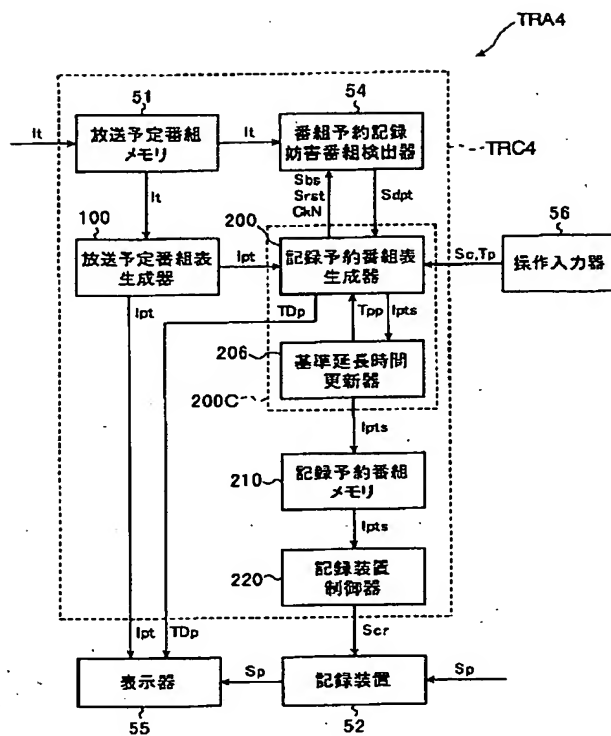 TRA4
51
54
It
放送予定番組
メモリ
It
番組予約記録
妨害番組検出器
TRC4
Sbs
Srst
CkN
Sdpt
It
100
200
56
放送予定番組表
生成器
Ipt
記録予約番組表
生成器
Sc,Tp
操作入力器
Ipt
TDp
Tpp
Ipts
206
基準延長時間
更新器
200C
Ipts
210
記録予約番組
メモリ
Ipts
220
記録装置
制御器
Ipt
TDp
Scr
表示器
Sp
記録装置
Sp
55
52